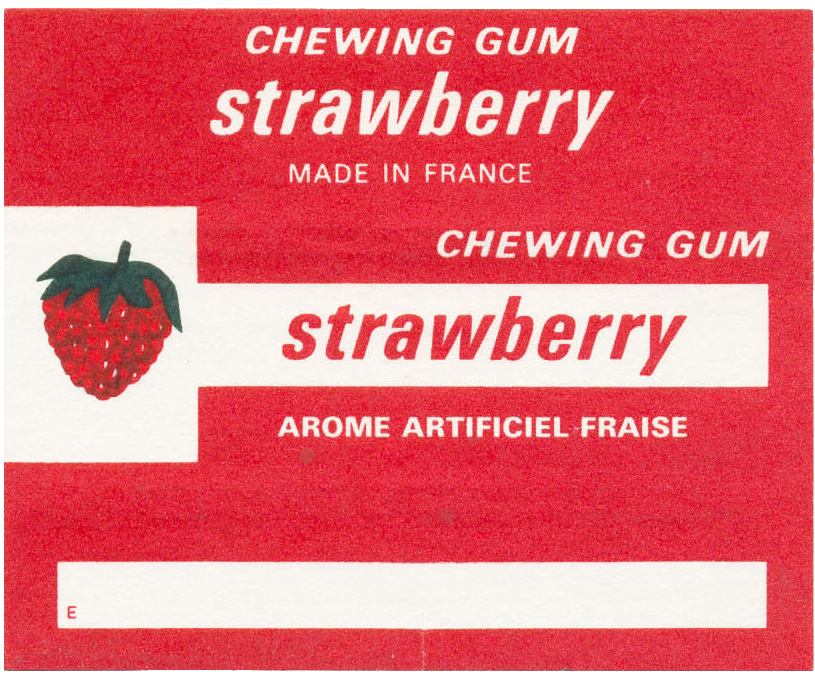 CHEWING GUM
strawberry
MADE IN FRANCE
CHEWING GUM
strawberry
AROME ARTIFICIEL FRAISE
E